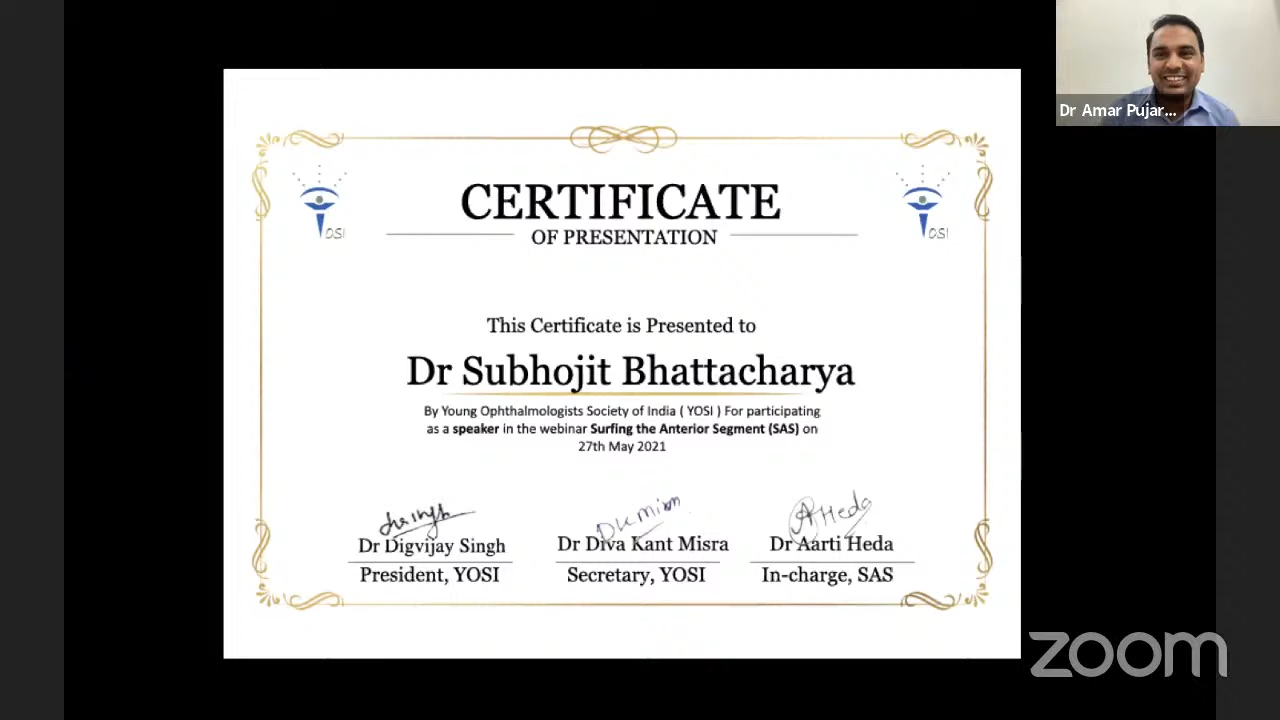 Dr Amar Pujar...
CERTIFICATE
OF PRESENTATION
OSI
OSI
This Certificate is Presented to
Dr Subhojit Bhattacharya
By Young Ophthalmologists Society of India ( YOSI ) For participating
as a speaker in the webinar Surfing the Anterior Segment (SAS) on
27th May 2021
Dr Digvijay Singh
President, YOSI
DKMisra
Dr Diva Kant Misra
Secretary, YOSI
AHeda
Dr Aarti Heda
In-charge, SAS
zoom